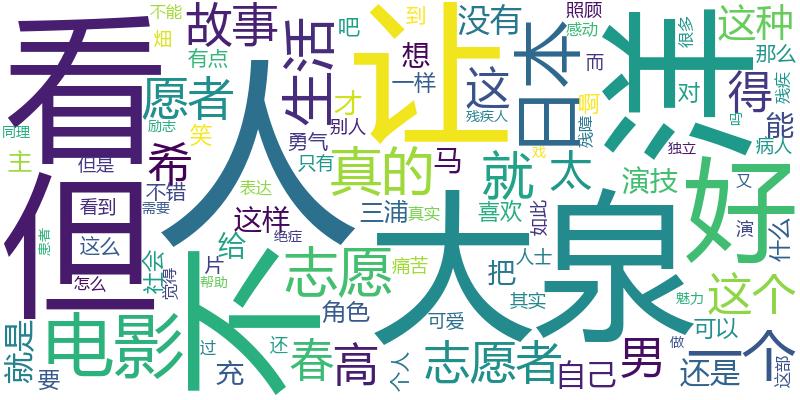 看
人
让
洋
但
不
大
泉
好
电影
愿者
故事
生活
日本
没有
这种
这
得
希
真的
就
太
志愿
志愿者
这个
一个
男
高
春
还是
自己
想
才
吧
到
照顾
感动
而
那么
很多
残疾
对
能
啊
一样
残疾人
残障
别人
勇气
只有
有点
不能
畑
笑
同理
励志
主
但是
不错
马
演技
吗
病人
独立
戏
表达
需要
看到
这样
三浦
真实
喜欢
如此
又
演
什么
这么
绝症
给
社会
患者
怎么
觉得
片
帮助
痛苦
把
人士
其实
魅力
角色
可爱
可以
做
这部
就是
要
过
还
充
个人